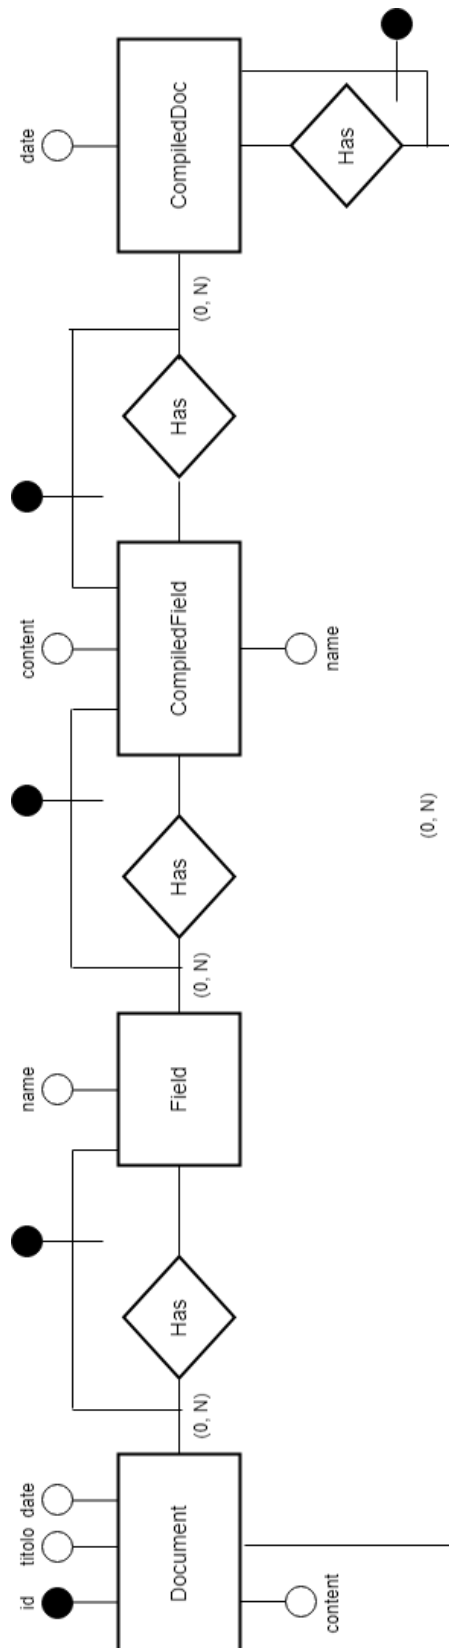 id
titolo
date
Document
content
(0, N)
Has
name
Field
(0, N)
Has
content
CompiledField
name
(0, N)
Has
(0, N)
date
CompiledDoc
Has